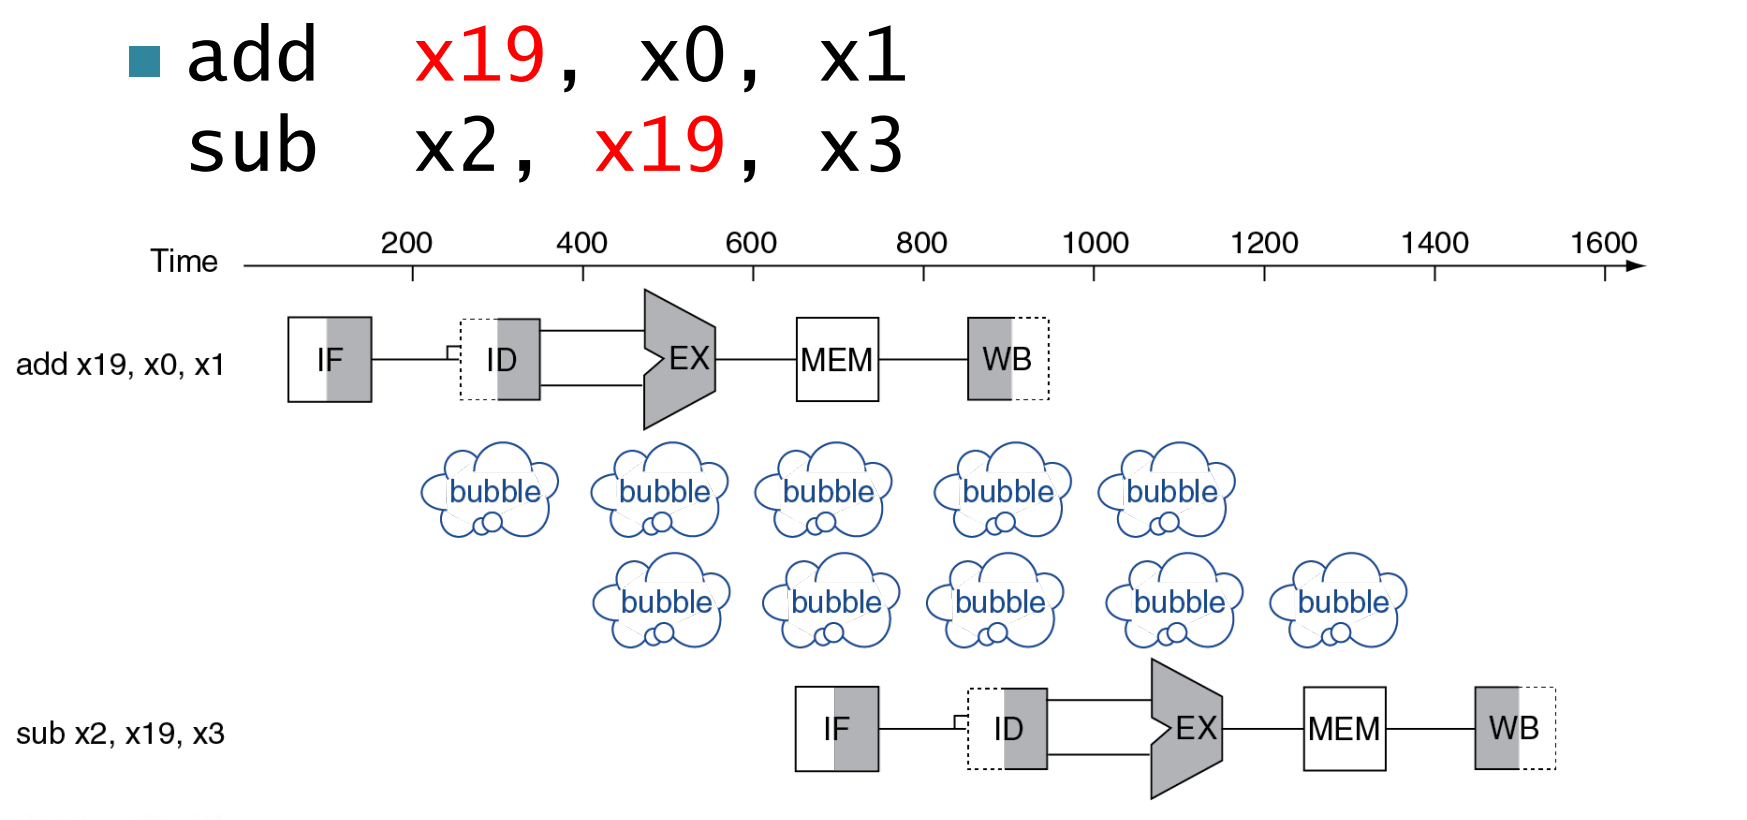 add x19, x0, x1
sub x2, x19, x3
Time 200 400 600 800 1000 1200 1400 1600
add x19, x0, x1 IF ID EX MEM WB
bubble bubble bubble bubble bubble
bubble bubble bubble bubble bubble
sub x2, x19, x3 IF ID EX MEM WB